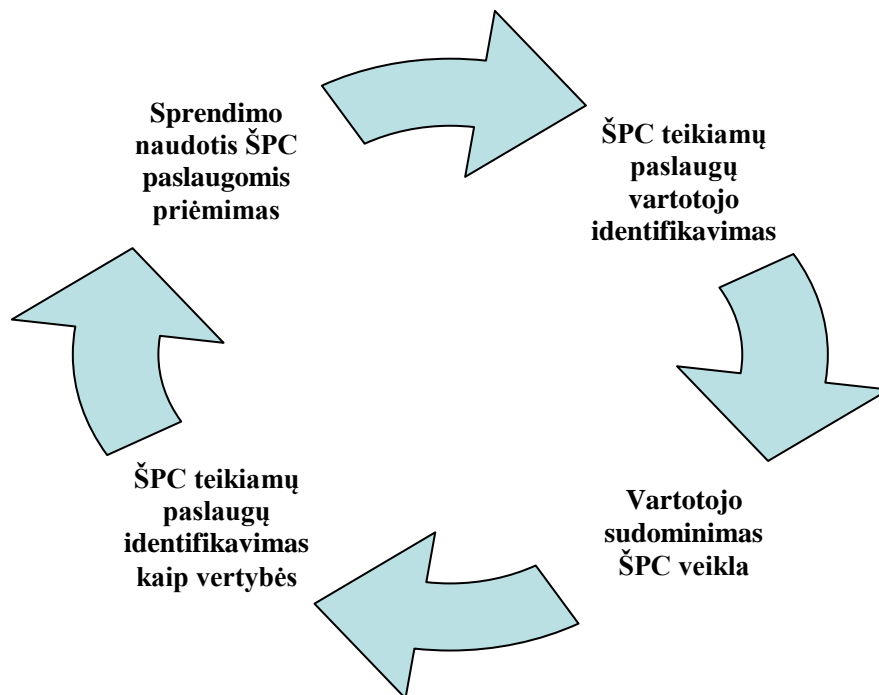 Sprendimo
naudotis ŠPC
paslaugomis
priėmimas
ŠPC teikiamų
paslaugų
vartotojo
identifikavimas
Vartotojo
sudominimas
ŠPC veikla
ŠPC teikiamų
paslaugų
identifikavimas
kaip vertybės